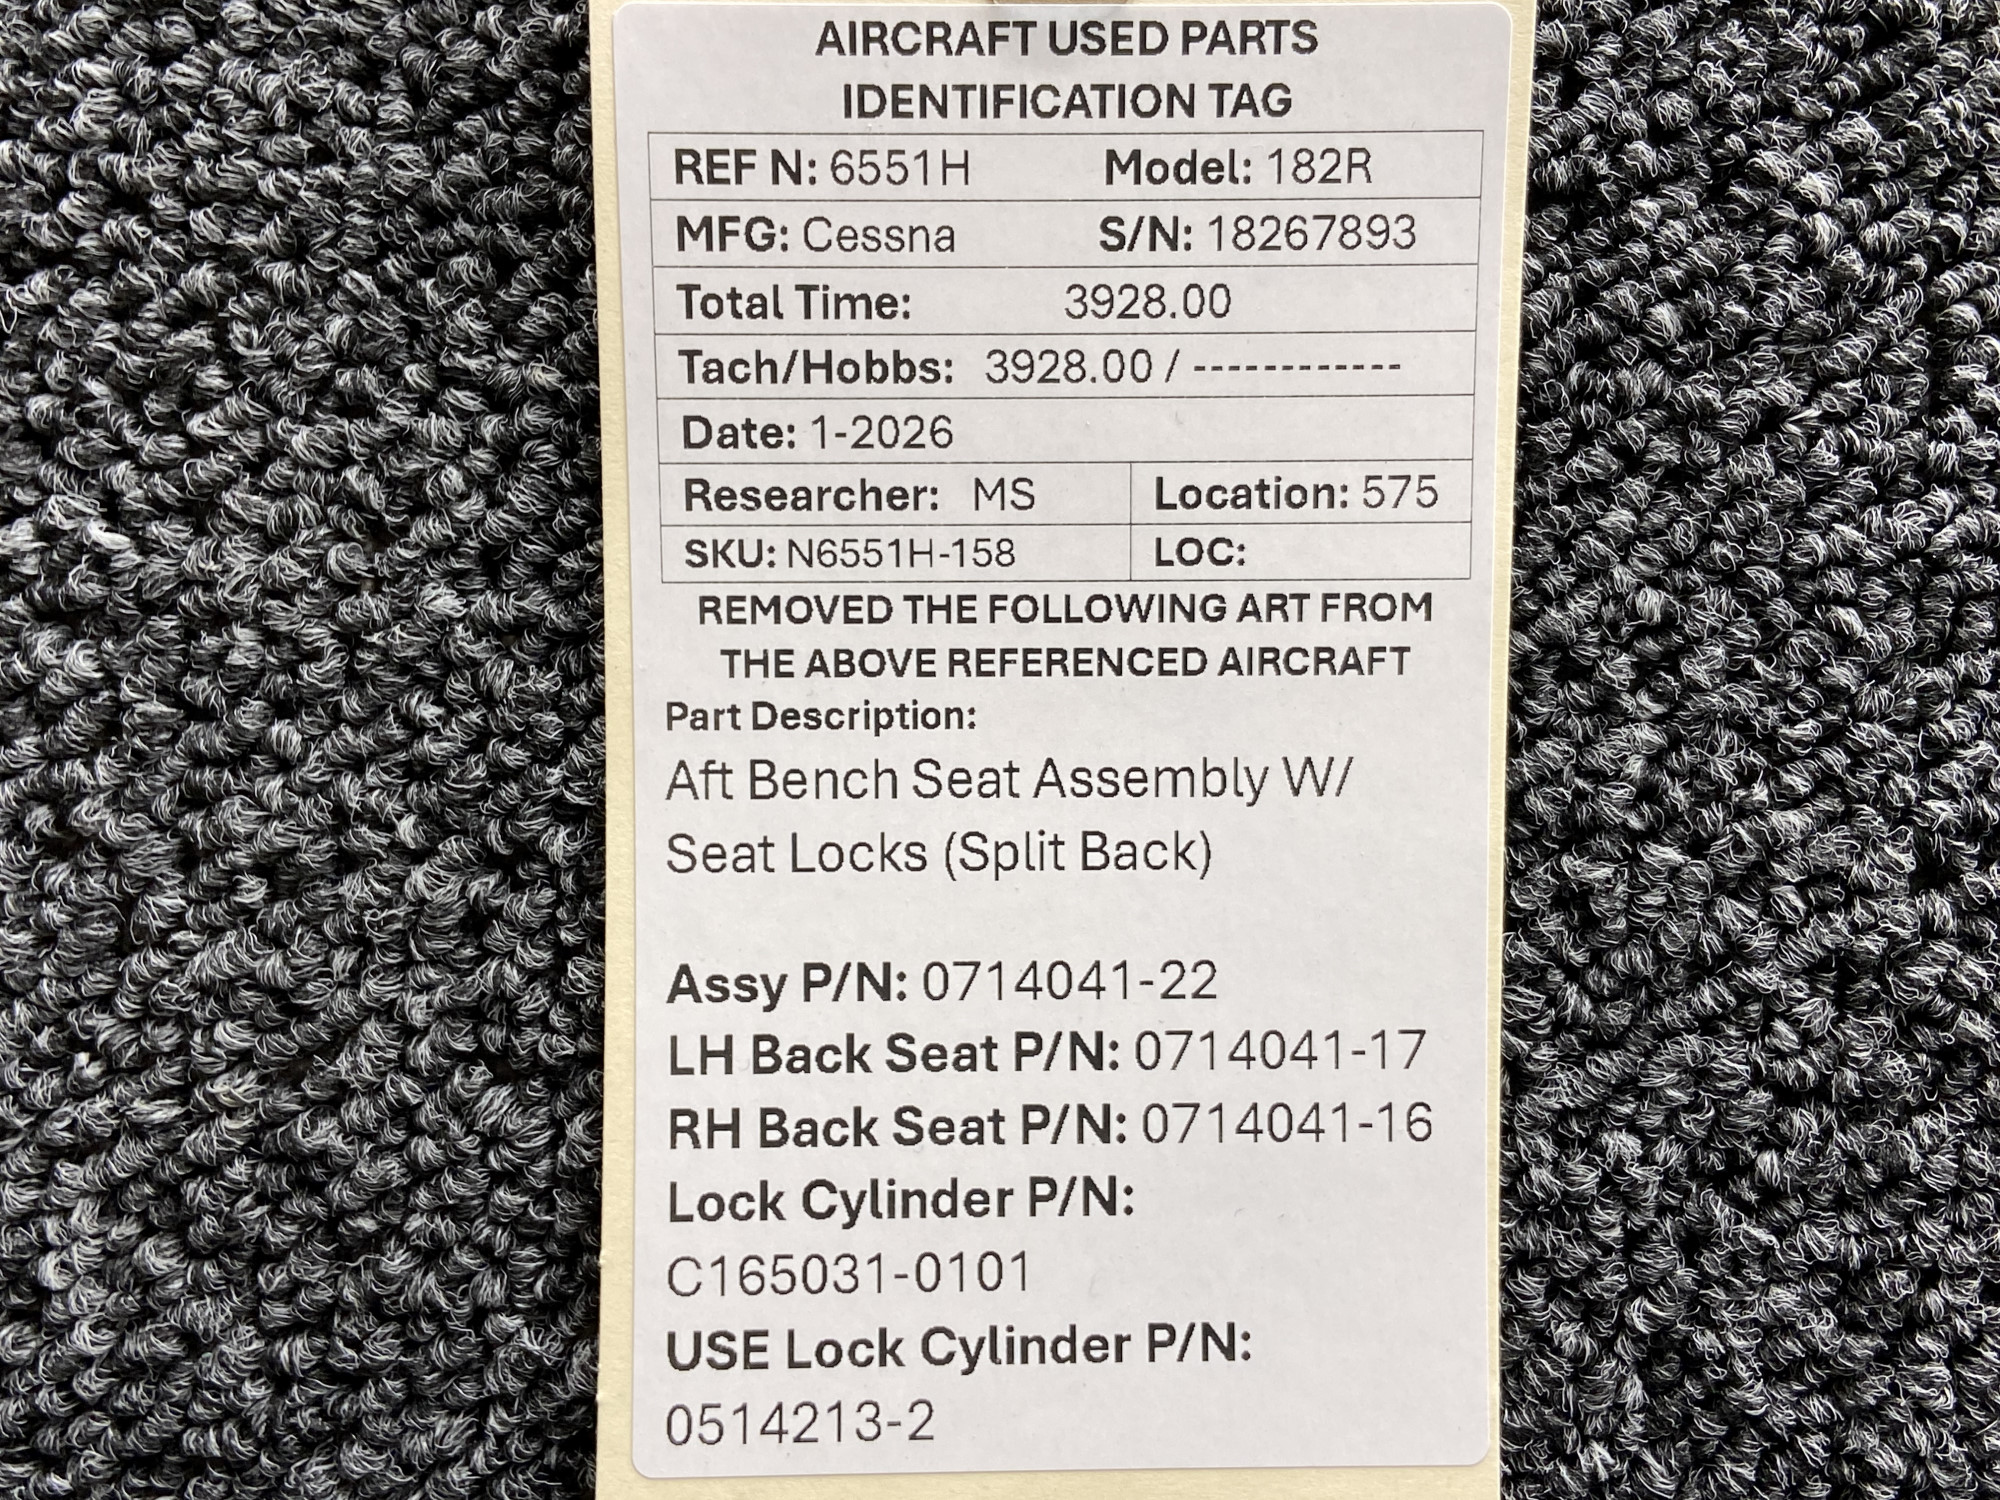 AIRCRAFT USED PARTS
IDENTIFICATION TAG
REF N: 6551H Model: 182R
MFG: Cessna S/N: 18267893
Total Time: 3928.00
Tach/Hobbs: 3928.00 / ------------
Date: 1-2026
Researcher: MS Location: 575
SKU: N6551H-158 LOC:
REMOVED THE FOLLOWING ART FROM
THE ABOVE REFERENCED AIRCRAFT
Part Description:
Aft Bench Seat Assembly W/
Seat Locks (Split Back)
Assy P/N: 0714041-22
LH Back Seat P/N: 0714041-17
RH Back Seat P/N: 0714041-16
Lock Cylinder P/N:
C165031-0101
USE Lock Cylinder P/N:
0514213-2